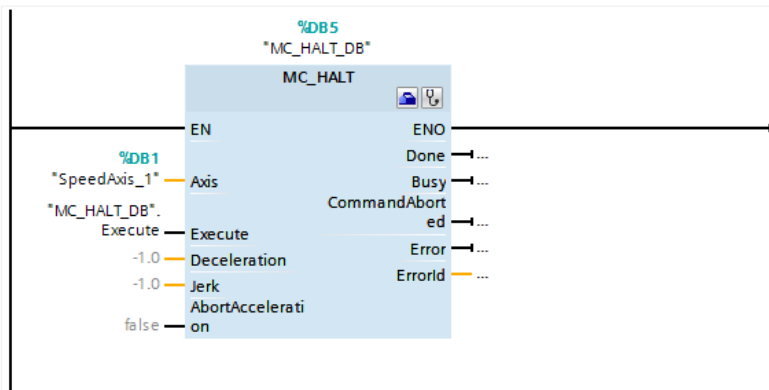 %DB5
"MC_HALT_DB"
MC_HALT
EN
ENO
Done
...
%DB1
"SpeedAxis_1"
Axis
Busy
...
CommandAbort
ed
...
"MC_HALT_DB".
Execute
Execute
Error
...
-1.0
Deceleration
ErrorId
...
-1.0
Jerk
AbortAccelerati
on
false